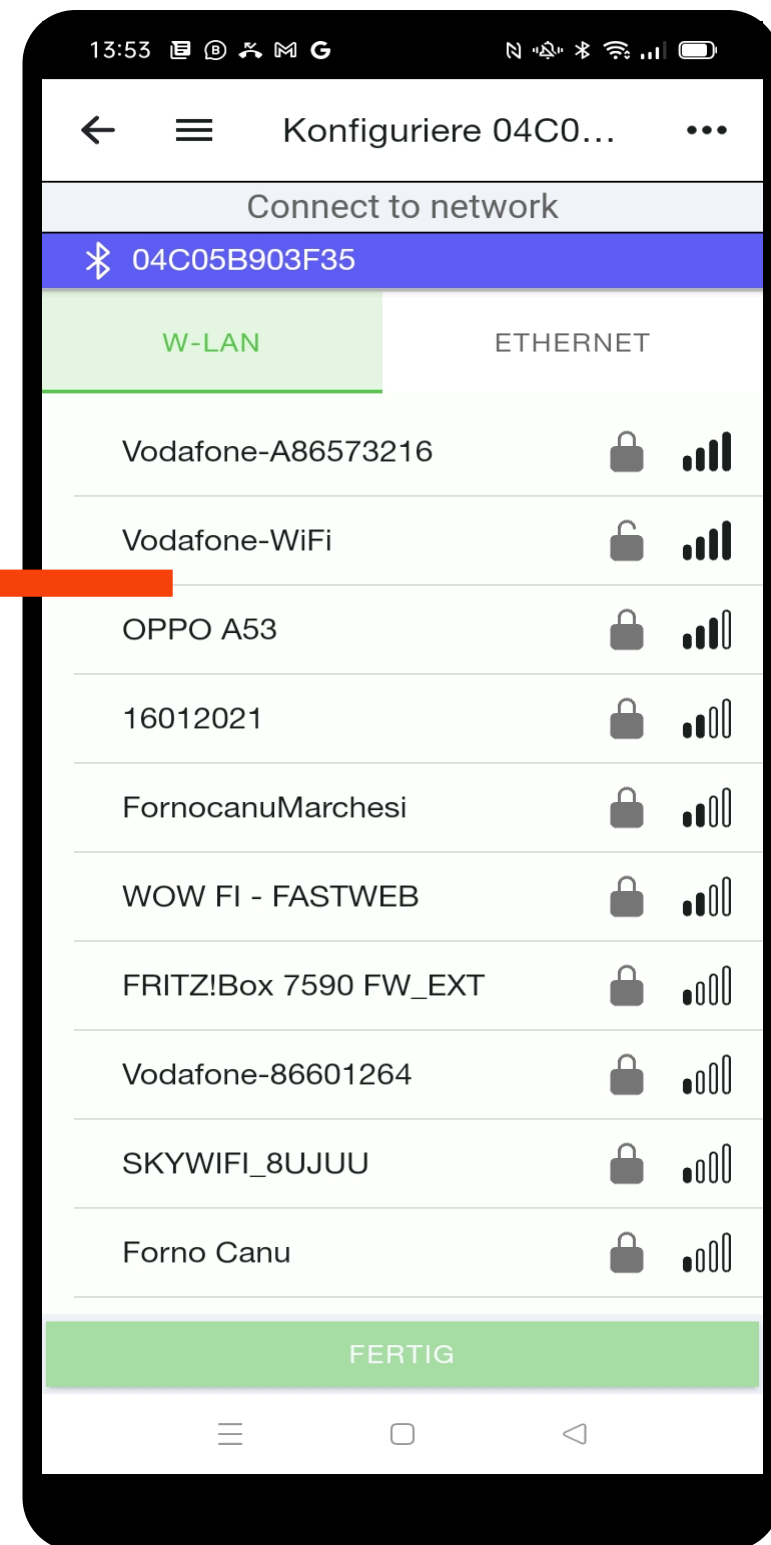 13:53
Konfiguriere 04C0...
Connect to network
04C05B903F35
W-LAN ETHERNET
Vodafone-A86573216
Vodafone-WiFi
OPPO A53
16012021
FornocanuMarchesi
WOW FI - FASTWEB
FRITZ!Box 7590 FW_EXT
Vodafone-86601264
SKYWIFI_8UJUU
Forno Canu
FERTIG